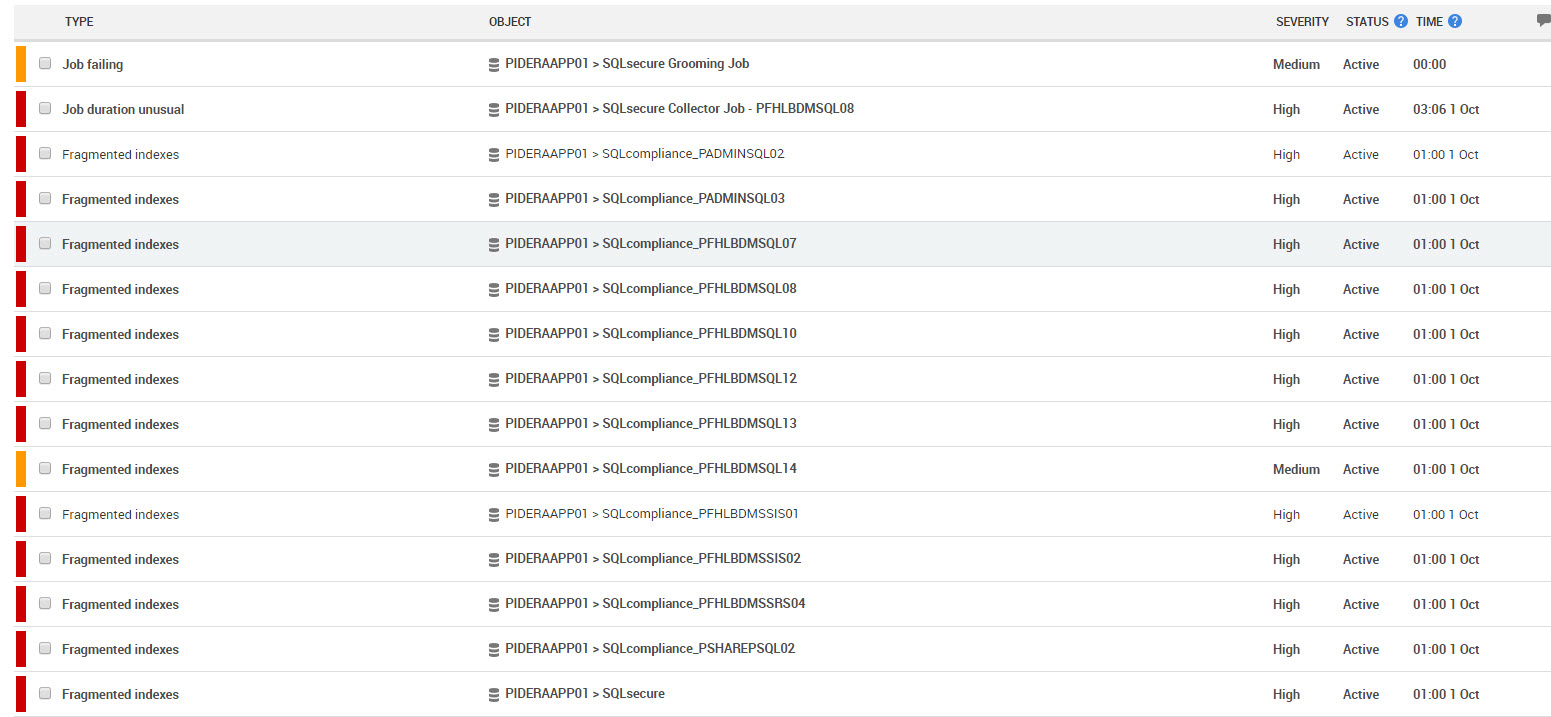 TYPE OBJECT SEVERITY STATUS ? TIME ?
Job failing PIDERAAPP01 > SQLsecure Grooming Job Medium Active 00:00
Job duration unusual PIDERAAPP01 > SQLsecure Collector Job - PFHLBDMSQL08 High Active 03:06 1 Oct
Fragmented indexes PIDERAAPP01 > SQLcompliance_PADMINSQL02 High Active 01:00 1 Oct
Fragmented indexes PIDERAAPP01 > SQLcompliance_PADMINSQL03 High Active 01:00 1 Oct
Fragmented indexes PIDERAAPP01 > SQLcompliance_PFHLBDMSQL07 High Active 01:00 1 Oct
Fragmented indexes PIDERAAPP01 > SQLcompliance_PFHLBDMSQL08 High Active 01:00 1 Oct
Fragmented indexes PIDERAAPP01 > SQLcompliance_PFHLBDMSQL10 High Active 01:00 1 Oct
Fragmented indexes PIDERAAPP01 > SQLcompliance_PFHLBDMSQL12 High Active 01:00 1 Oct
Fragmented indexes PIDERAAPP01 > SQLcompliance_PFHLBDMSQL13 High Active 01:00 1 Oct
Fragmented indexes PIDERAAPP01 > SQLcompliance_PFHLBDMSQL14 Medium Active 01:00 1 Oct
Fragmented indexes PIDERAAPP01 > SQLcompliance_PFHLBDMSSIS01 High Active 01:00 1 Oct
Fragmented indexes PIDERAAPP01 > SQLcompliance_PFHLBDMSSIS02 High Active 01:00 1 Oct
Fragmented indexes PIDERAAPP01 > SQLcompliance_PFHLBDMSSRS04 High Active 01:00 1 Oct
Fragmented indexes PIDERAAPP01 > SQLcompliance_PSHAREPSQL02 High Active 01:00 1 Oct
Fragmented indexes PIDERAAPP01 > SQLsecure High Active 01:00 1 Oct